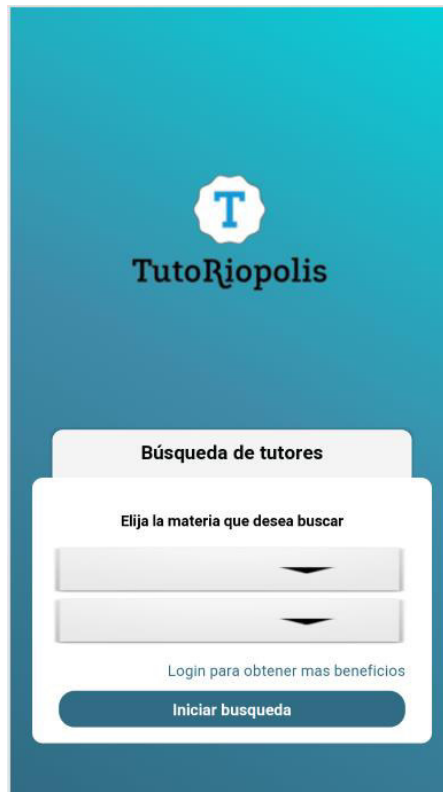 T
TutoRiopolis
Búsqueda de tutores
Elija la materia que desea buscar
Login para obtener mas beneficios
Iniciar busqueda